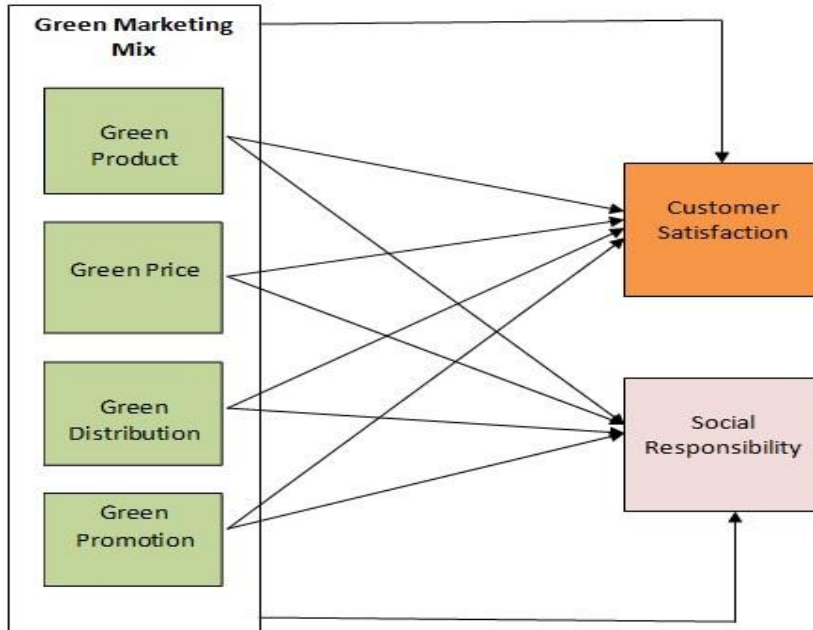 Green Marketing
Mix
Green
Product
Green Price
Green
Distribution
Green
Promotion
Customer
Satisfaction
Social
Responsibility